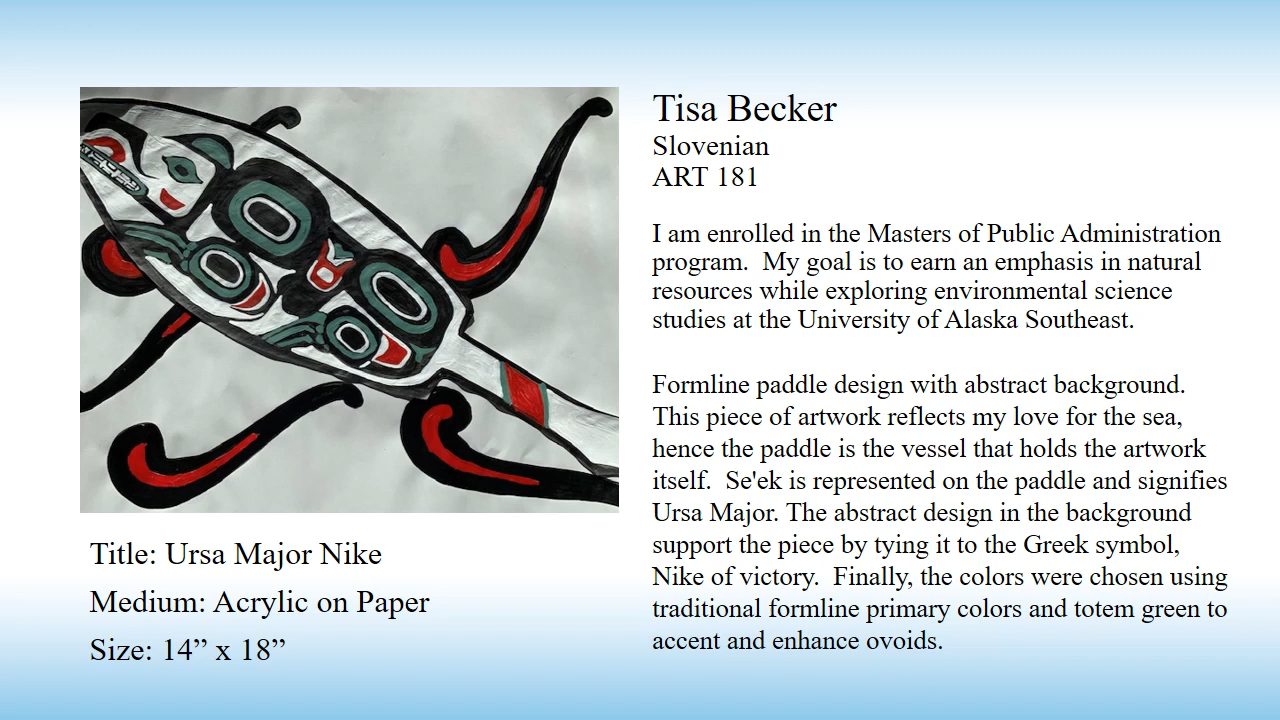 Tisa Becker
Slovenian
ART 181
I am enrolled in the Masters of Public Administration
program.  My goal is to earn an emphasis in natural
resources while exploring environmental science
studies at the University of Alaska Southeast.
Formline paddle design with abstract background.
This piece of artwork reflects my love for the sea,
hence the paddle is the vessel that holds the artwork
itself.  Se'ek is represented on the paddle and signifies
Ursa Major. The abstract design in the background
support the piece by tying it to the Greek symbol,
Nike of victory.  Finally, the colors were chosen using
traditional formline primary colors and totem green to
accent and enhance ovoids.
Title: Ursa Major Nike
Medium: Acrylic on Paper
Size: 14” x 18”